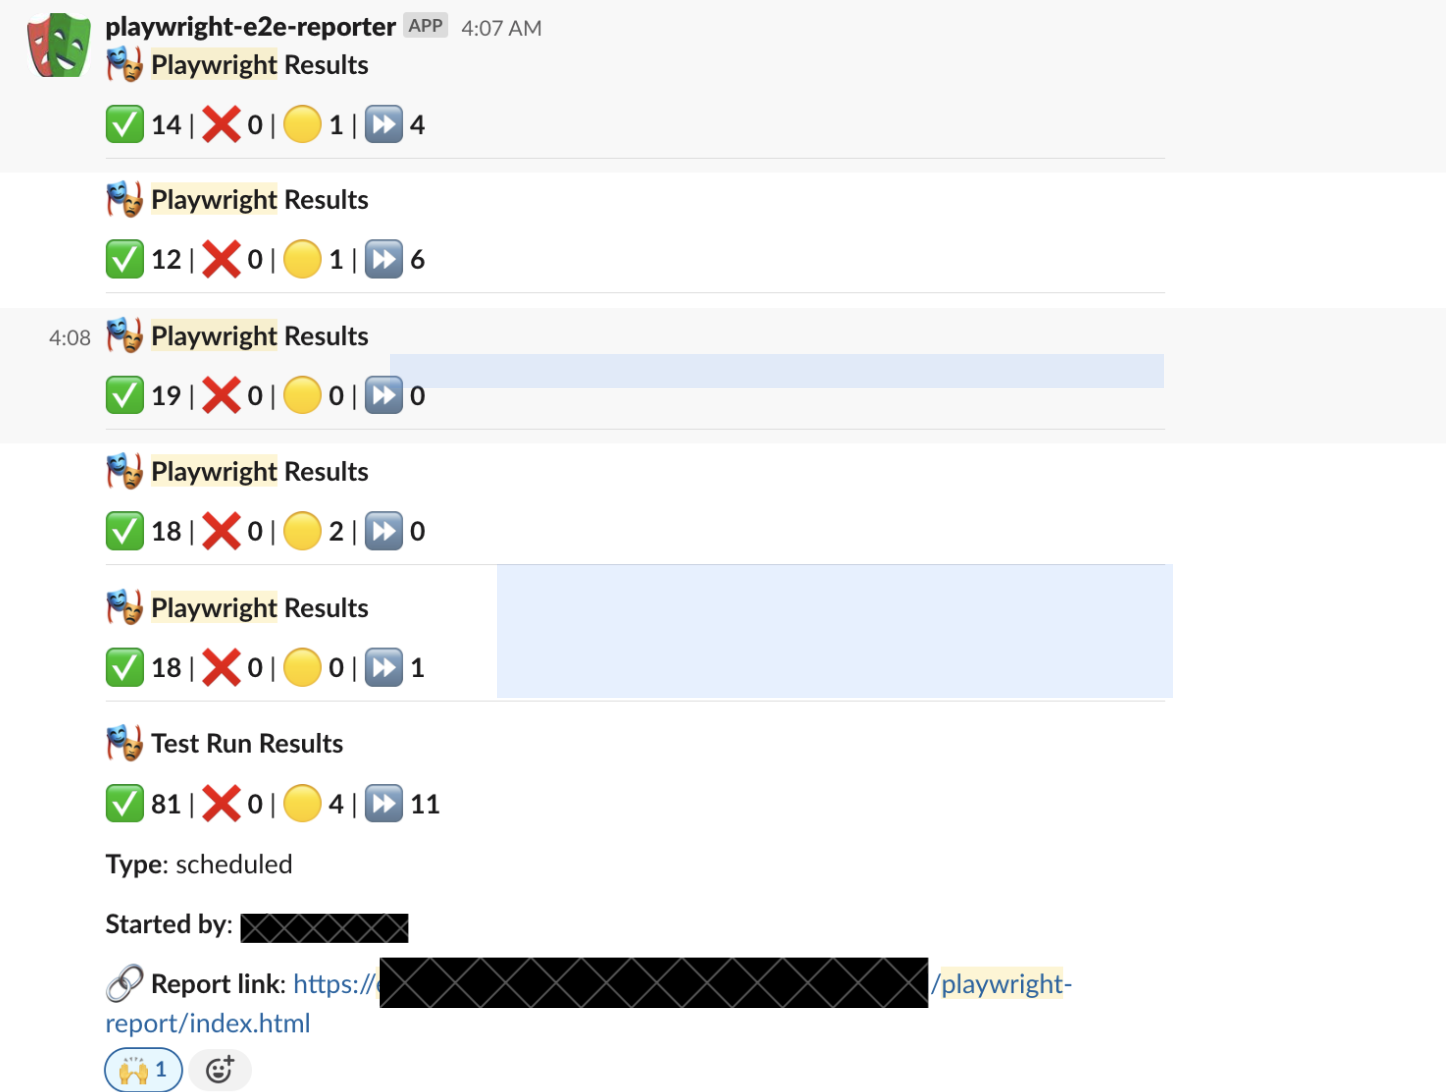 playwright-e2e-reporter APP 4:07 AM
Playwright Results
14 | 0 | 1 | 4
Playwright Results
12 | 0 | 1 | 6
4:08 Playwright Results
19 | 0 | 0 | 0
Playwright Results
18 | 0 | 2 | 0
Playwright Results
18 | 0 | 0 | 1
Test Run Results
81 | 0 | 4 | 11
Type: scheduled
Started by:
Report link: https:// /playwright-
report/index.html
1